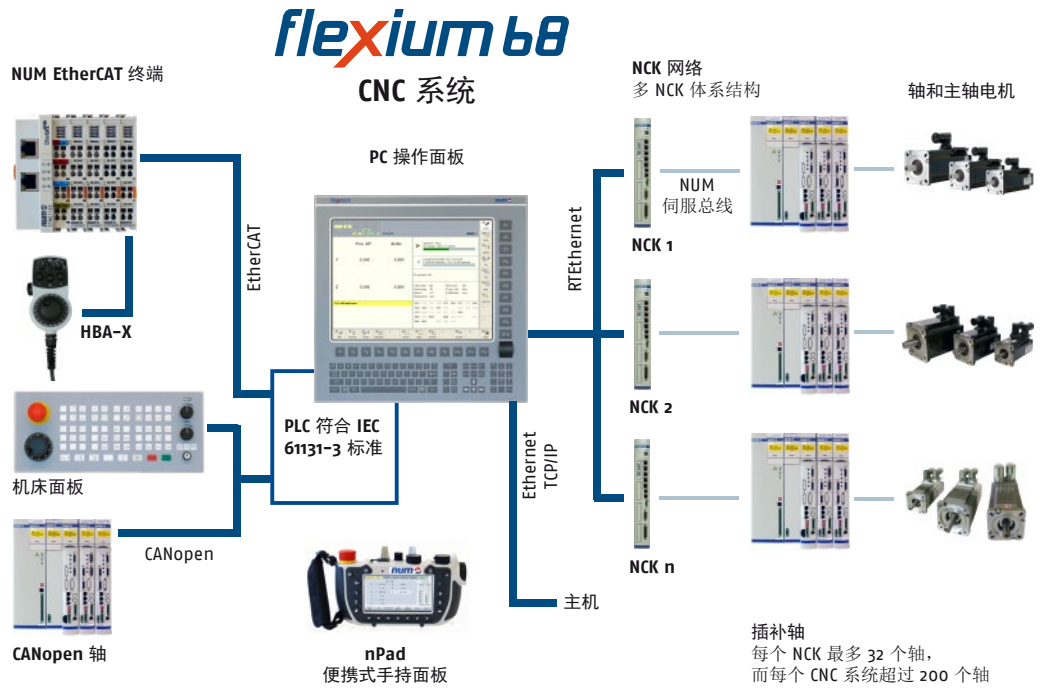 flexium 68
CNC 系统
NUM EtherCAT 终端
PC 操作面板
NCK 网络
多 NCK 体系结构
轴和主轴电机
EtherCAT
HBA-X
RTEthernet
NUM
伺服总线
NCK 1
NCK 2
NCK n
flexium
num
PLC 符合 IEC
61131-3 标准
机床面板
CANopen
CANopen 轴
Ethernet
TCP/IP
主机
num
nPad
便携式手持面板
插补轴
每个 NCK 最多 32 个轴，
而每个 CNC 系统超过 200 个轴